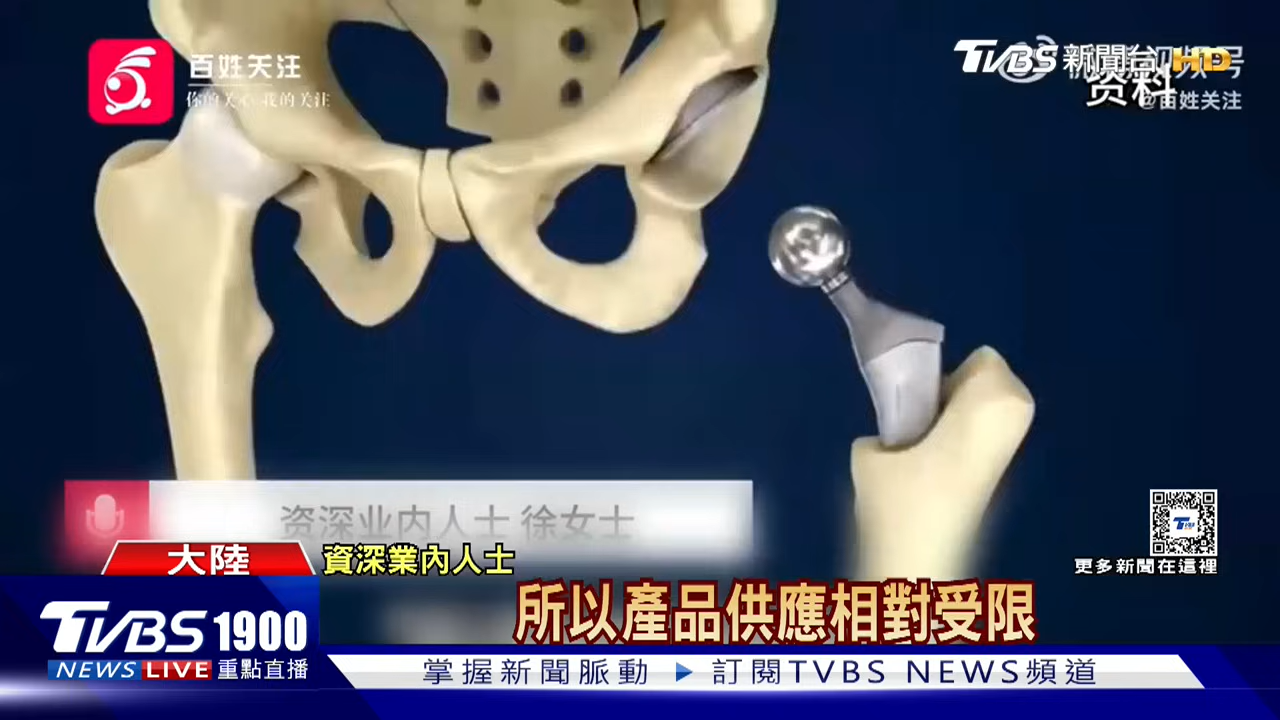 百姓关注
你的关心 我的关注
TVBS 新聞台 HD
资料
@百姓关注
资深业内人士 徐女士
大陸
資深業內人士
更多新聞在這裡
所以產品供應相對受限
TVBS 1900
NEWS LIVE 重點直播
掌握新聞脈動 ▶ 訂閱TVBS NEWS頻道